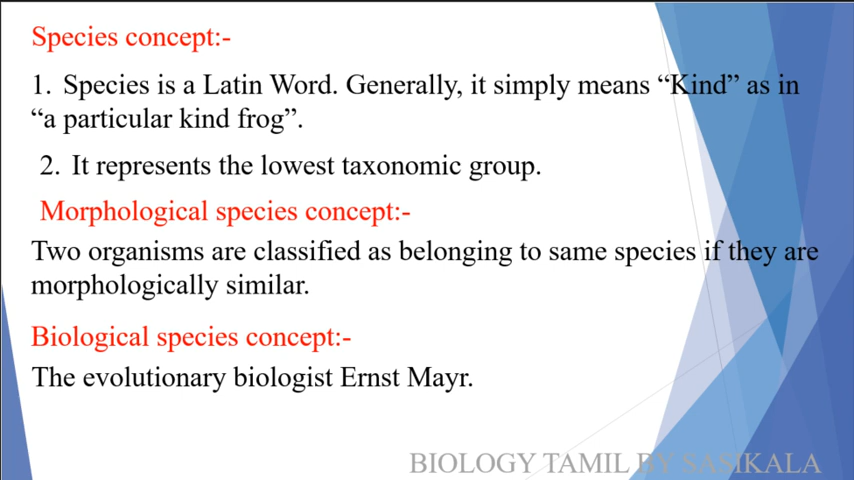 Species concept:-
1. Species is a Latin Word. Generally, it simply means “Kind” as in
“a particular kind frog”.
2. It represents the lowest taxonomic group.
Morphological species concept:-
Two organisms are classified as belonging to same species if they are
morphologically similar.
Biological species concept:-
The evolutionary biologist Ernst Mayr.
BIOLOGY TAMIL BY SASIKALA